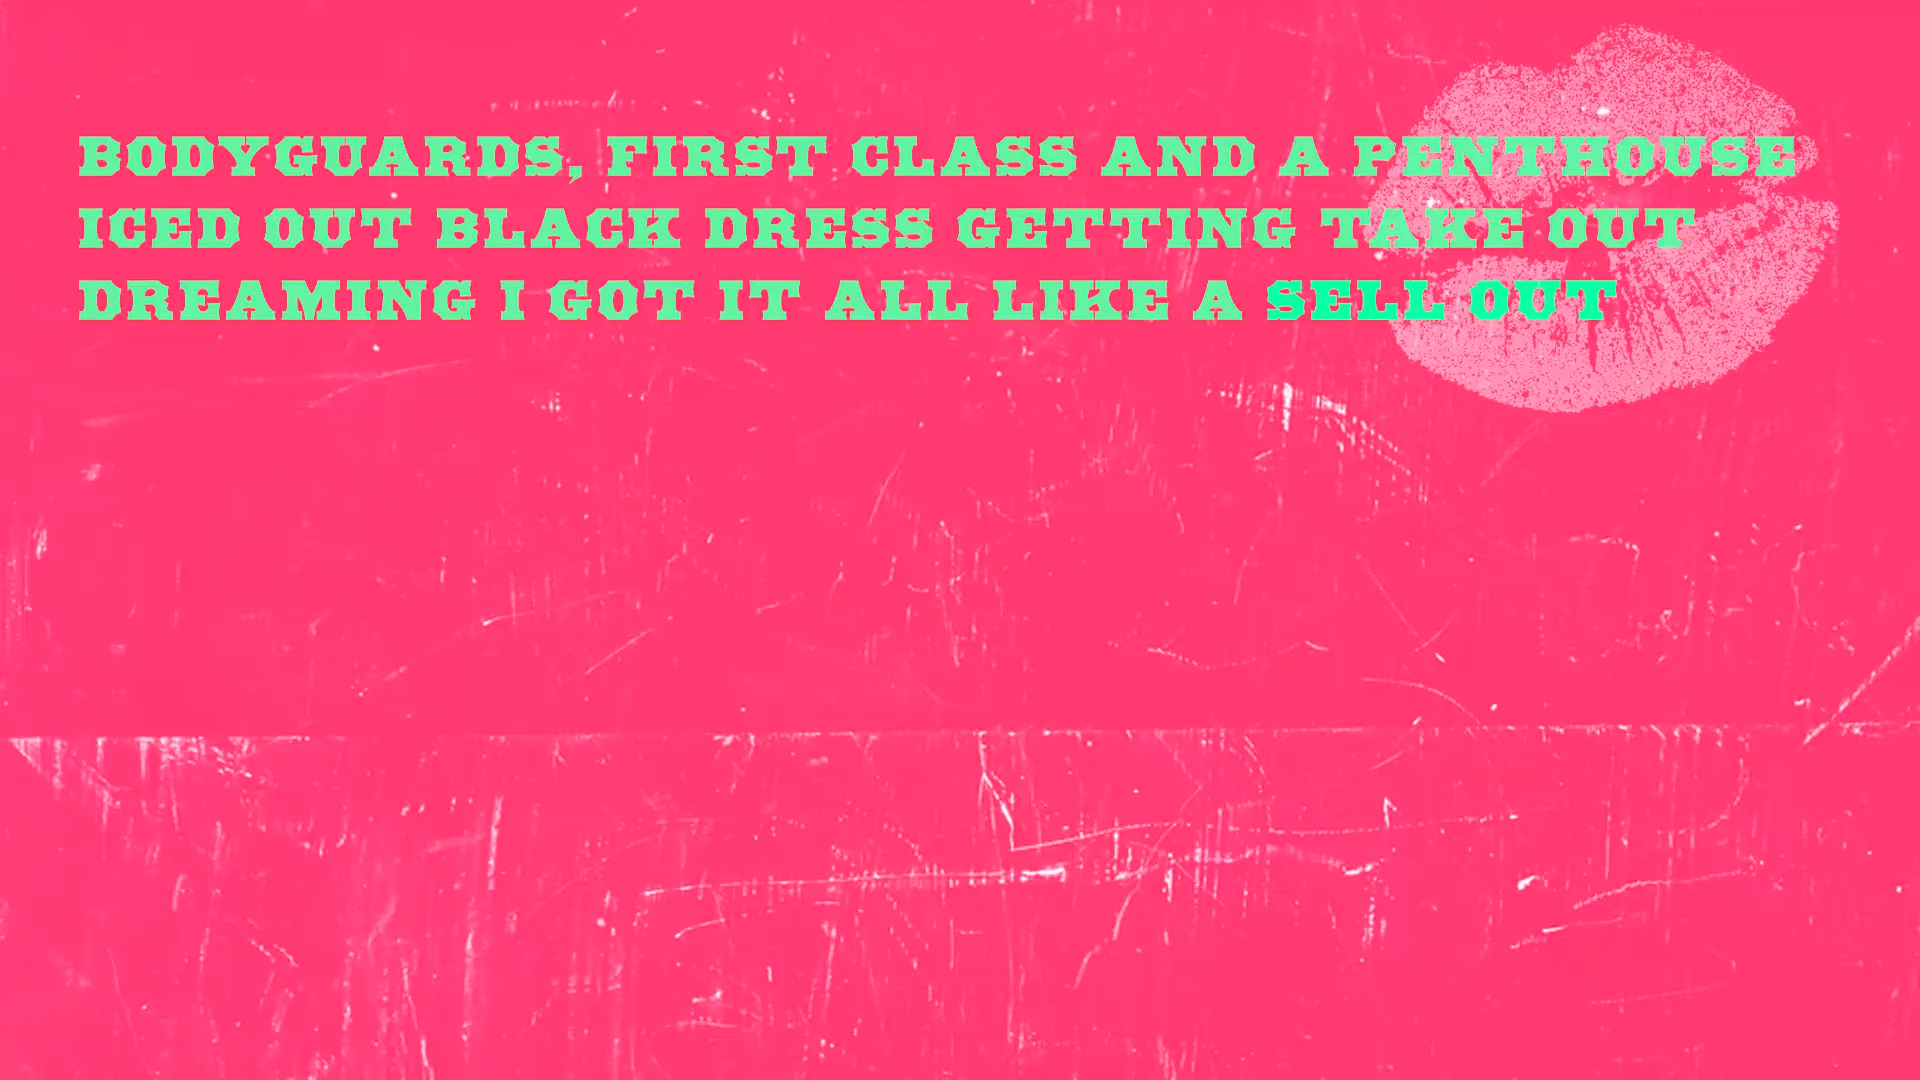 BODYGUARDS, FIRST CLASS AND A PENTHOUSE
ICED OUT BLACK DRESS GETTING TAKE OUT
DREAMING I GOT IT ALL LIKE A SELL OUT